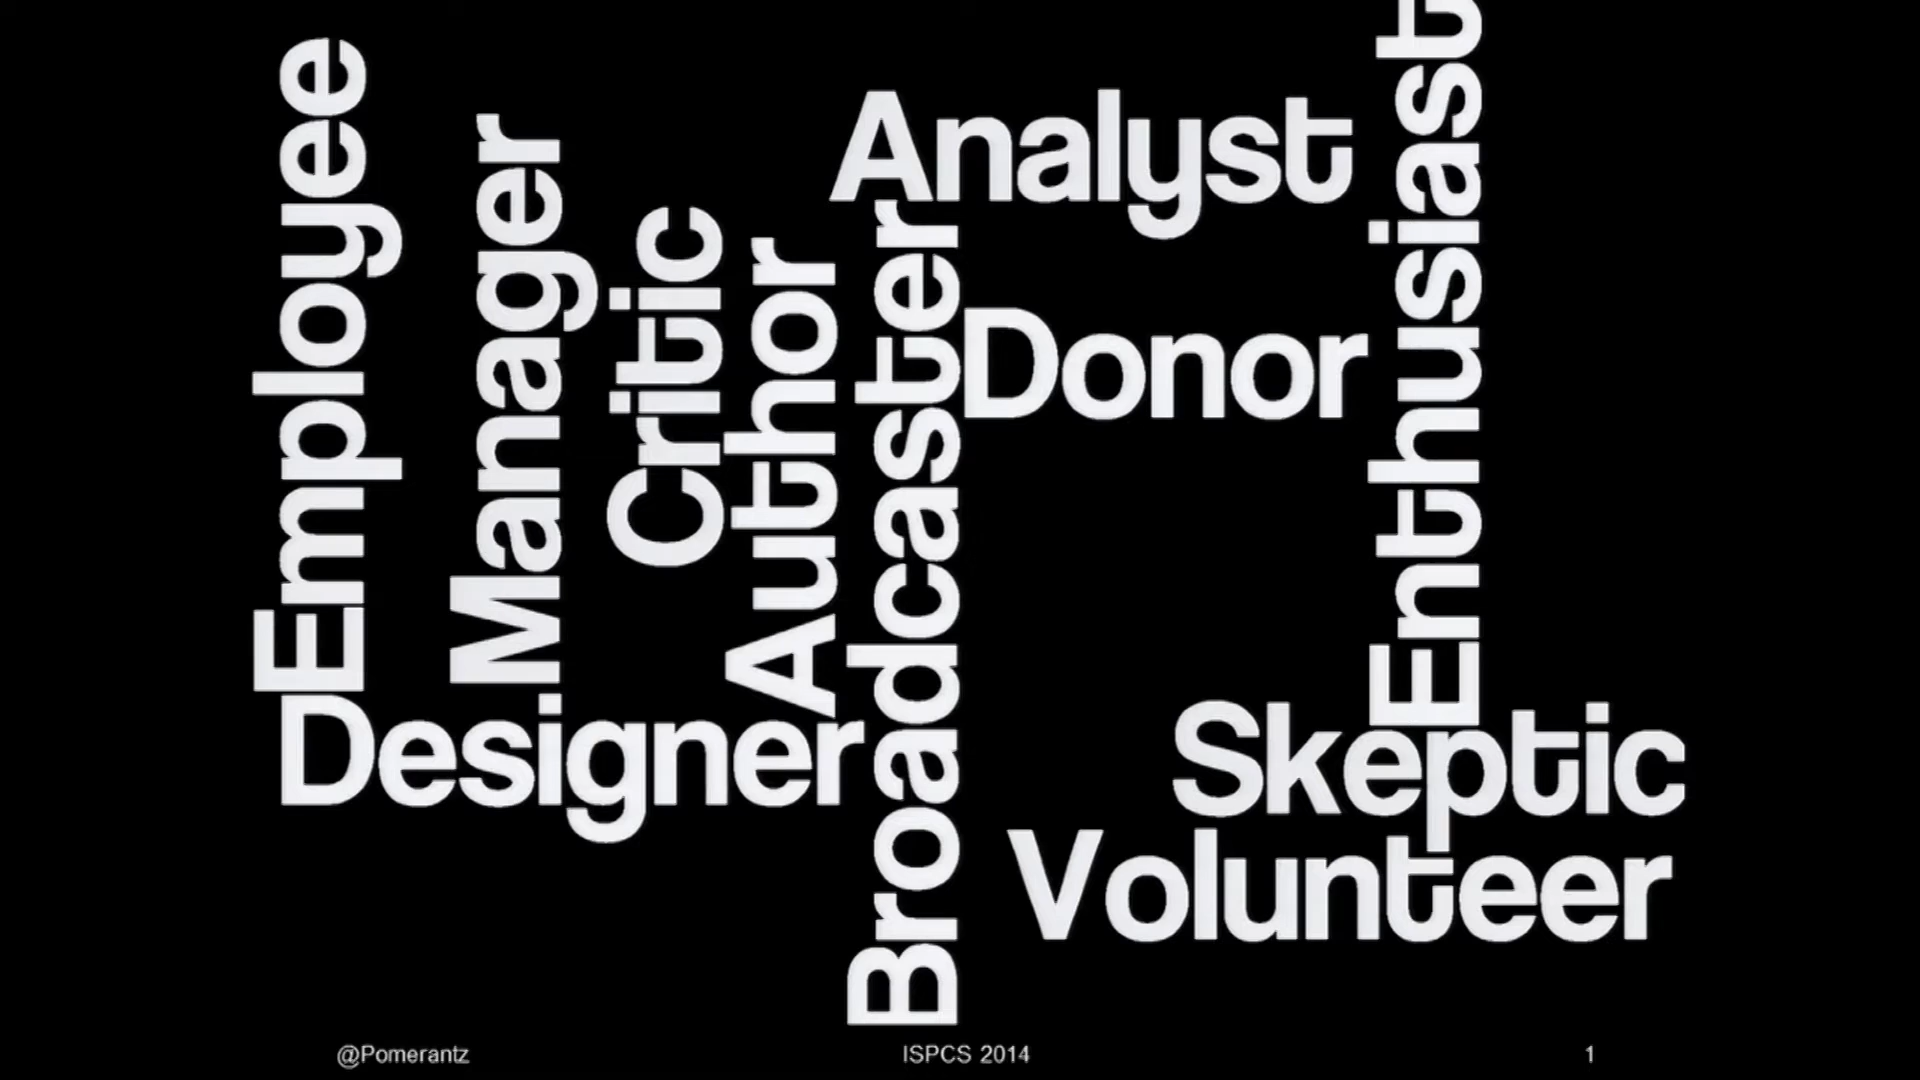 Employee
Manager
Critic
Author
Broadcaster
Analyst
Donor
Enthusiast
Designer
Skeptic
Volunteer
@Pomerantz
ISPCS 2014
1